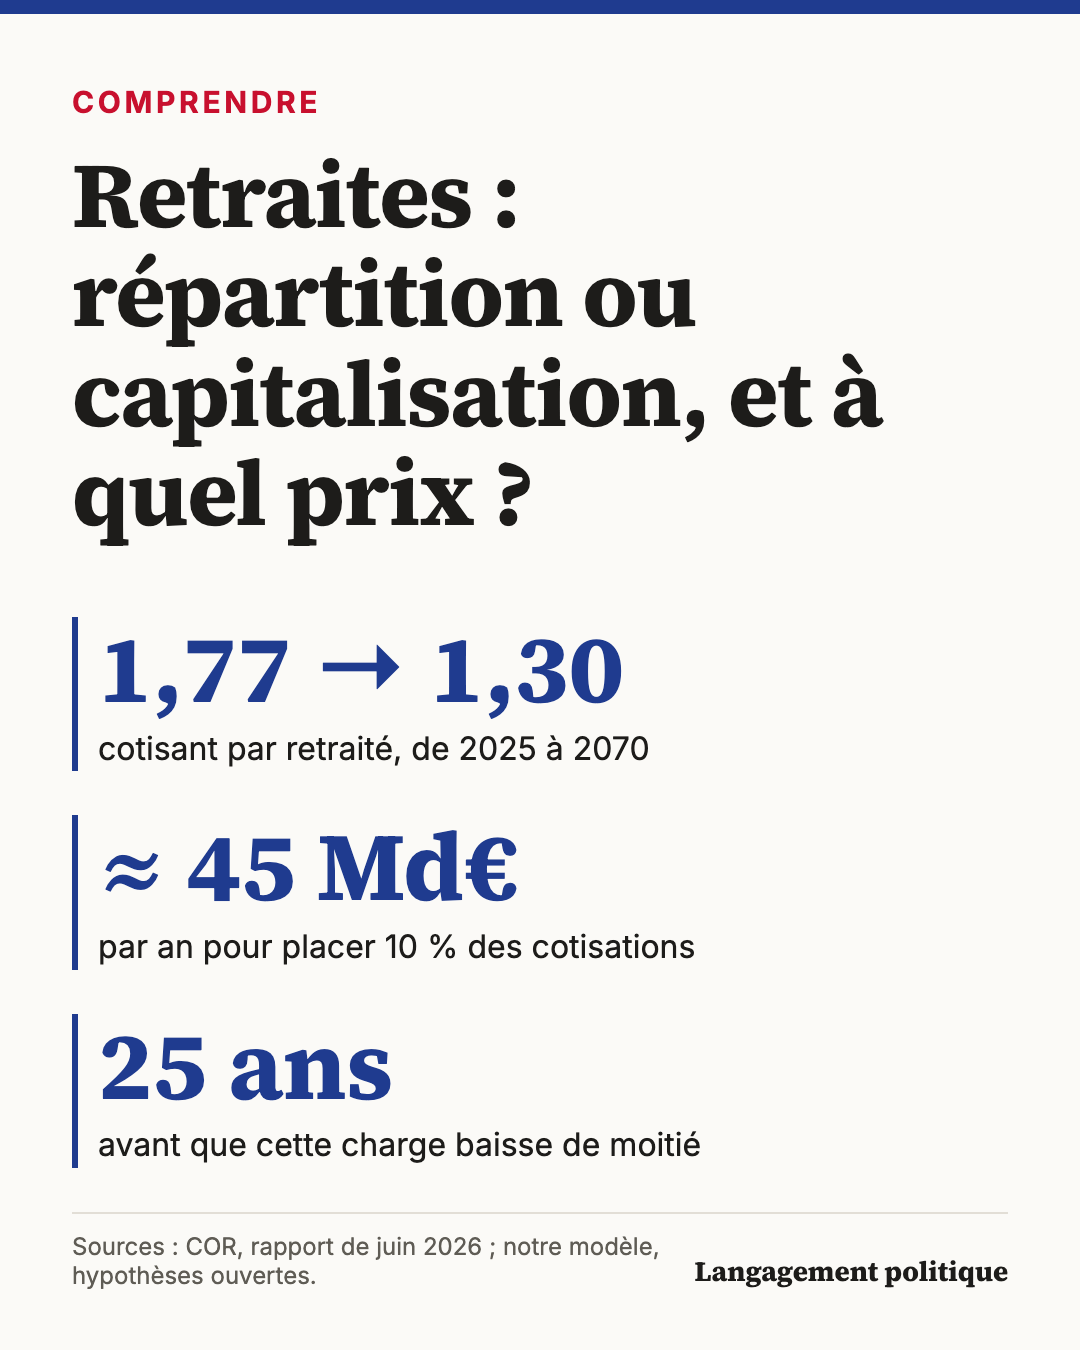 COMPRENDRE
Retraites :
répartition ou
capitalisation, et à
quel prix ?
1,77 → 1,30
cotisant par retraité, de 2025 à 2070
≈ 45 Md€
par an pour placer 10 % des cotisations
25 ans
avant que cette charge baisse de moitié
Sources : COR, rapport de juin 2026 ; notre modèle,
hypothèses ouvertes.
Langagement politique